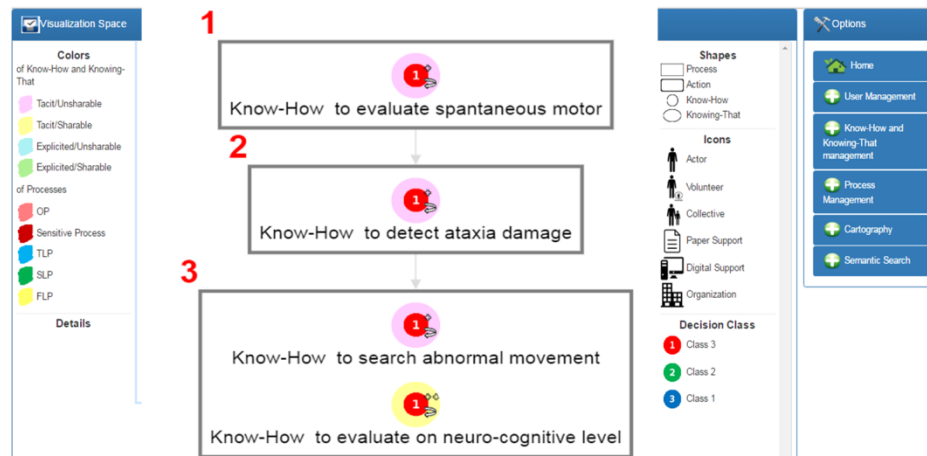 Visualization Space
Colors
of Know-How and Knowing-
That
Tacit/Unsharable
Tacit/Sharable
Explicited/Unsharable
Explicited/Sharable
of Processes
OP
Sensitive Process
TLP
SLP
FLP
Details
1
1
Know-How to evaluate spantaneous motor
2
1
Know-How to detect ataxia damage
3
1
Know-How to search abnormal movement
1
Know-How to evaluate on neuro-cognitive level
Shapes
Process
Action
Know-How
Knowing-That
Icons
Actor
Volunteer
Collective
Paper Support
Digital Support
Organization
Decision Class
1 Class 3
2 Class 2
3 Class 1
Options
Home
User Management
Know-How and
Knowing-That
management
Process
Management
Cartography
Semantic Search